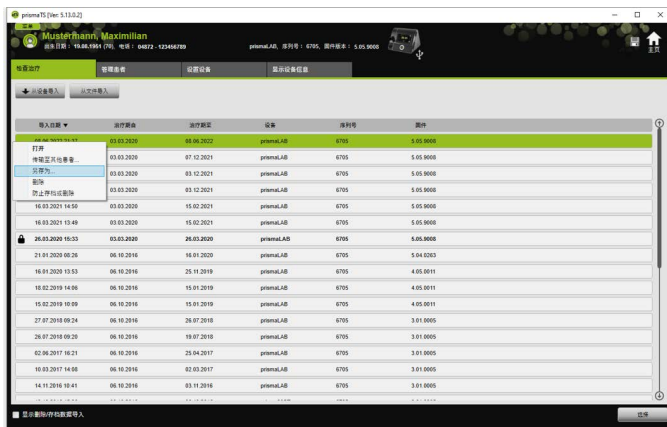 prismaTS [Ver. 5.13.0.2]
菜单
Mustermann, Maximilian
出生日期： 19.08.1951 (70), 电话： 04872 - 123456789
prismaLAB, 序列号： 6705, 固件版本： 5.05.9008
主页
检查治疗 管理患者 设置设备 显示设备信息
从设备导入 从文件导入
导入日期 治疗期自 治疗期至 设备 序列号 固件
03.03.2020 08.06.2022 prismaLAB 6705 5.05.9008
打开
传输至其他患者...
另存为...
删除
防止存档或删除
03.03.2020 07.12.2021 prismaLAB 6705 5.05.9008
03.03.2020 03.12.2021 prismaLAB 6705 5.05.9008
03.03.2020 03.12.2021 prismaLAB 6705 5.05.9008
16.03.2021 14:50 03.03.2020 15.02.2021 prismaLAB 6705 5.05.9008
16.03.2021 13:49 03.03.2020 15.02.2021 prismaLAB 6705 5.05.9008
26.03.2020 15:33 03.03.2020 26.03.2020 prismaLAB 6705 5.05.9008
21.01.2020 08:26 06.10.2016 16.01.2020 prismaLAB 6705 5.04.0263
16.01.2020 13:53 06.10.2016 25.11.2019 prismaLAB 6705 4.05.0011
18.02.2019 14:06 06.10.2016 15.01.2019 prismaLAB 6705 4.05.0011
15.02.2019 10:09 06.10.2016 15.01.2019 prismaLAB 6705 4.05.0011
27.07.2018 09:24 06.10.2016 26.07.2018 prismaLAB 6705 3.01.0005
26.07.2018 09:20 06.10.2016 19.07.2018 prismaLAB 6705 3.01.0005
02.06.2017 16:21 06.10.2016 25.04.2017 prismaLAB 6705 3.01.0005
10.03.2017 14:08 06.10.2016 02.03.2017 prismaLAB 6705 3.01.0005
14.11.2016 10:41 06.10.2016 03.11.2016 prismaLAB 6705 3.01.0005
显示删除/存档数据导入
选择